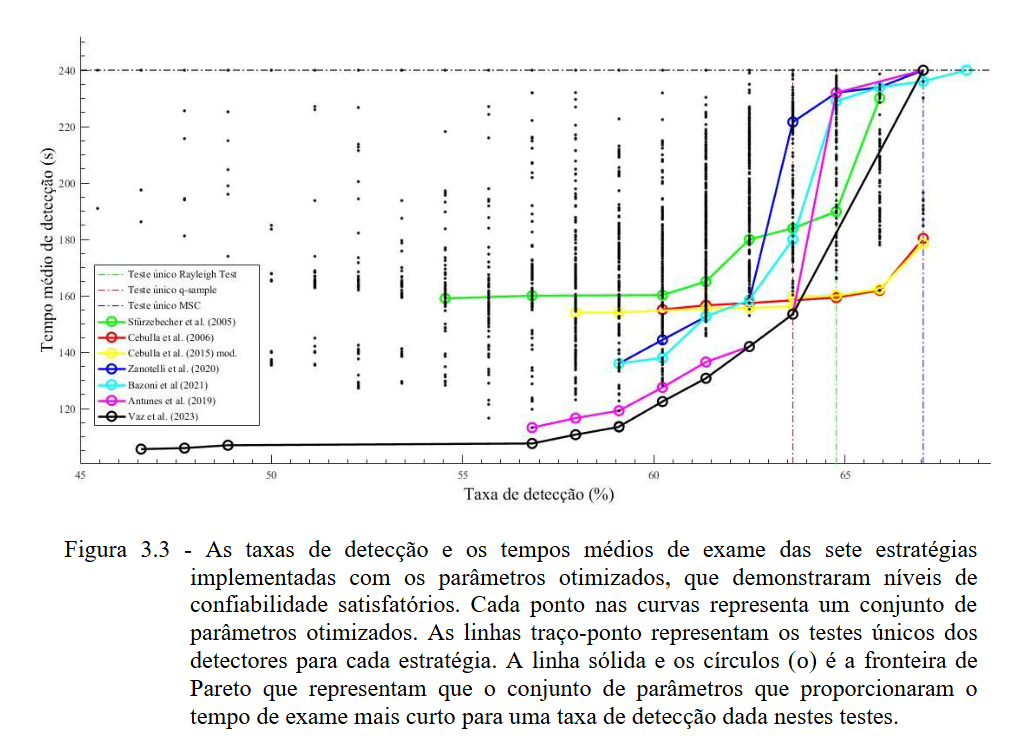 240
220
200
180
160
140
120
Tempo médio de detecção (s)
Teste único Rayleigh Test
Teste único q-sample
Teste único MSC
Stürzebecher et al. (2005)
Cebulla et al. (2006)
Cebulla et al. (2015) mod.
Zanotelli et al. (2020)
Bazoni et al (2021)
Antunes et al. (2019)
Vaz et al. (2023)
45 50 55 60 65
Taxa de detecção (%)
Figura 3.3 - As taxas de detecção e os tempos médios de exame das sete estratégias
implementadas com os parâmetros otimizados, que demonstraram níveis de
confiabilidade satisfatórios. Cada ponto nas curvas representa um conjunto de
parâmetros otimizados. As linhas traço-ponto representam os testes únicos dos
detectores para cada estratégia. A linha sólida e os círculos (o) é a fronteira de
Pareto que representam que o conjunto de parâmetros que proporcionaram o
tempo de exame mais curto para uma taxa de detecção dada nestes testes.